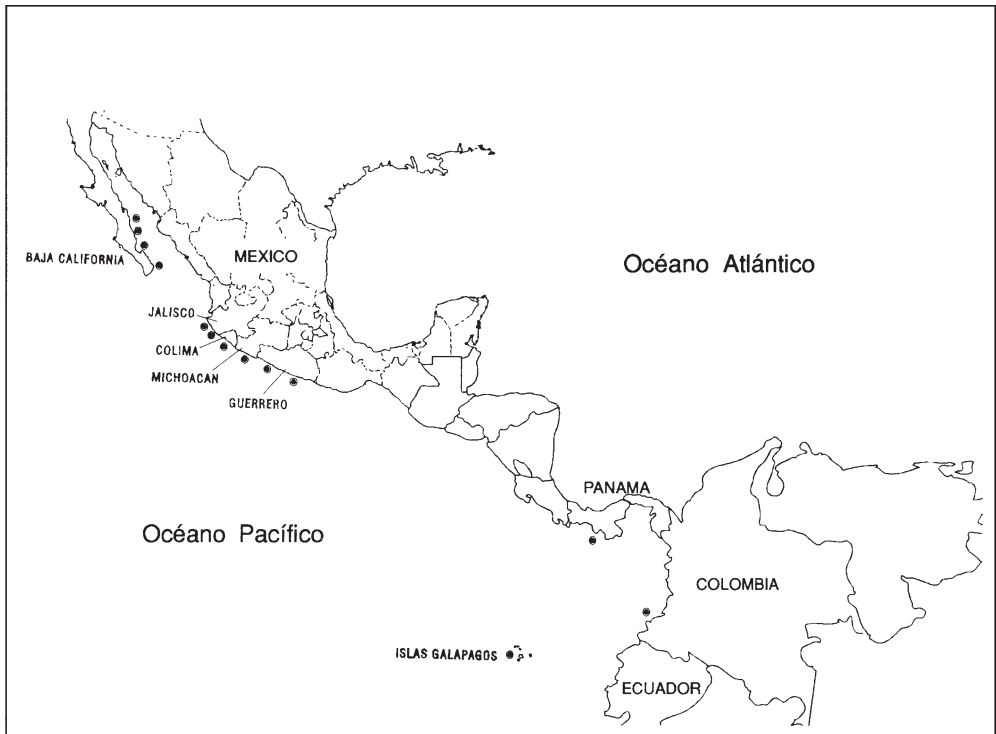 BAJA CALIFORNIA
MEXICO
Océano Atlántico
JALISCO
COLIMA
MICHOACAN
GUERRERO
PANAMA
Océano Pacífico
COLOMBIA
ISLAS GALAPAGOS
ECUADOR